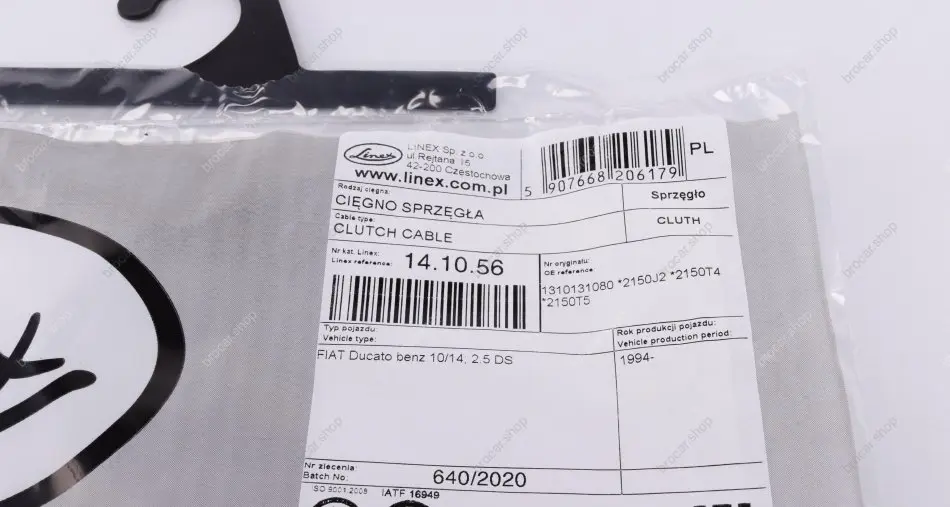 Linex
LINEX Sp. z o.o.
ul.Rejtana 15
42-200 Częstochowa
www.linex.com.pl
5 907668 206179
PL
Rodzaj cięgna:
CIĘGNO SPRZĘGŁA
Sprzęgło
Cable type:
CLUTCH CABLE
CLUTH
Nr kat. Linex:
Linex reference:
14.10.56
Nr oryginału:
OE reference:
1310131080 *2150J2 *2150T4
*2150T5
Typ pojazdu:
Vehicle type:
FIAT Ducato benz 10/14, 2.5 DS
Rok produkcji pojazdu:
Vehicle production period:
1994-
Nr zlecenia:
Batch No:
640/2020
ISO 9001:2008
IATF 16949
brocar.shop